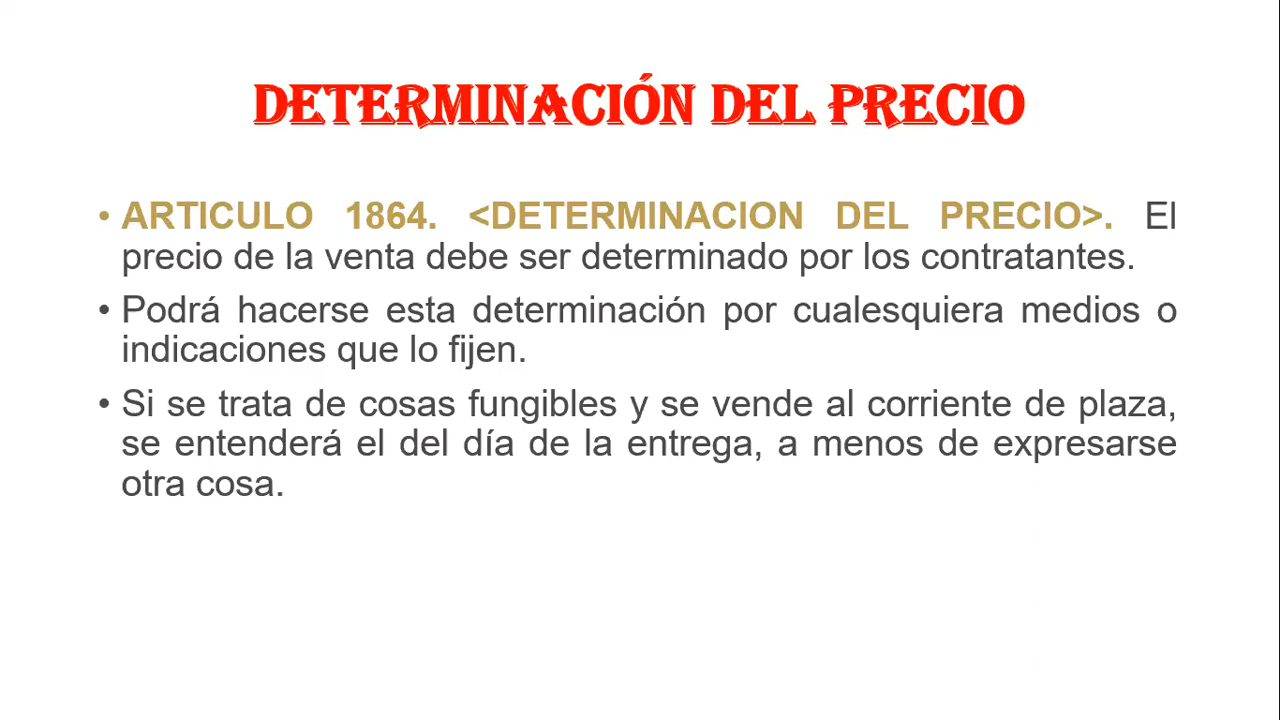 DETERMINACIÓN DEL PRECIO
• ARTICULO 1864. <DETERMINACION DEL PRECIO>. El
precio de la venta debe ser determinado por los contratantes.
• Podrá hacerse esta determinación por cualesquiera medios o
indicaciones que lo fijen.
• Si se trata de cosas fungibles y se vende al corriente de plaza,
se entenderá el del día de la entrega, a menos de expresarse
otra cosa.